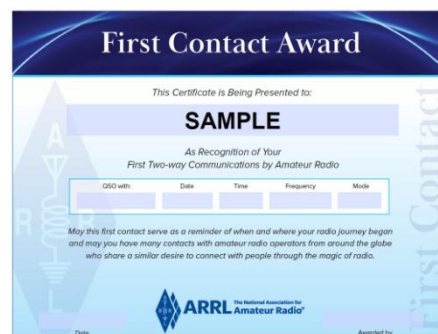 First Contact Award
This Certificate is Being Presented to:
SAMPLE
As Recognition of Your
First Two-way Communications by Amateur Radio
QSO with: Date Time Frequency Mode
May this first contact serve as a reminder of when and where your radio journey began
and may you have many contacts with amateur radio operators from around the globe
who share a similar desire to connect with people through the magic of radio.
ARRL The National Association for
Amateur Radio®
Date Awarded by:
First Contact
A
R R
L